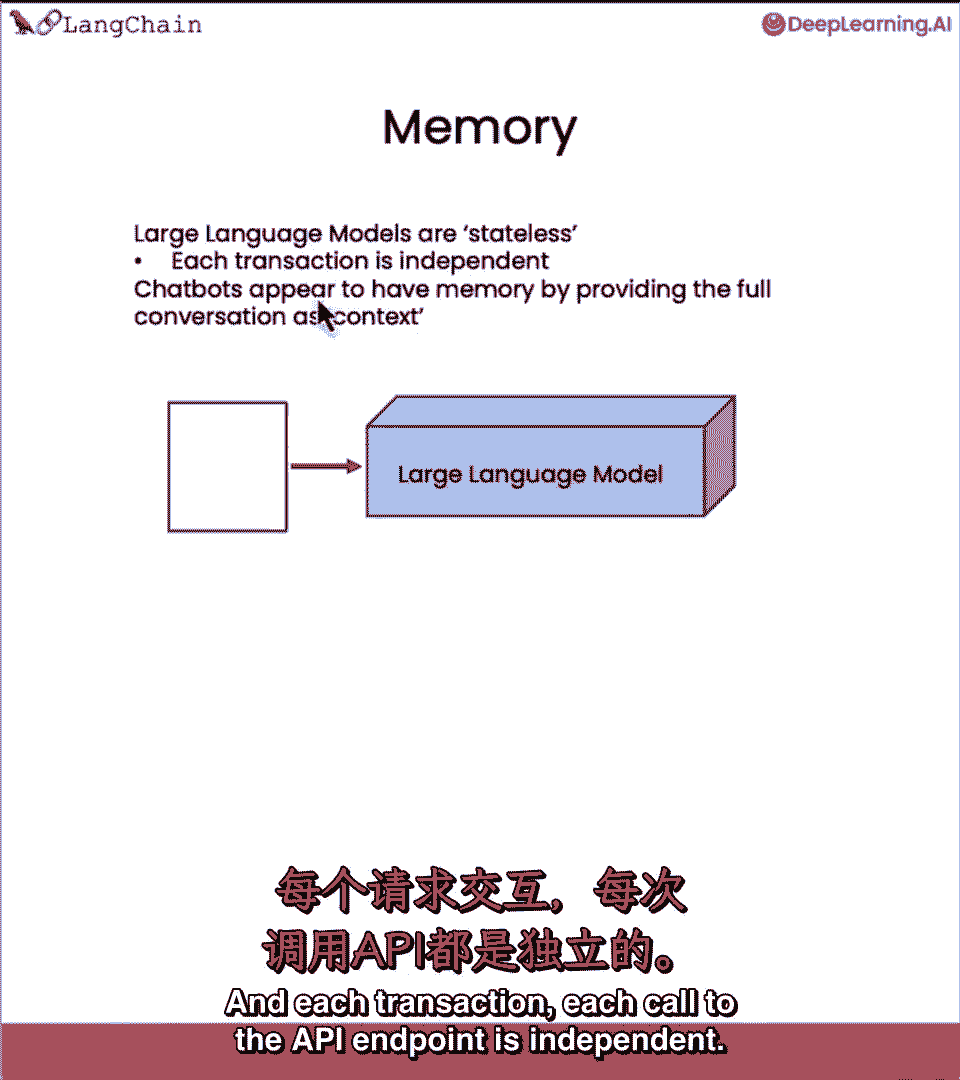 LangChain
DeepLearning.AI
Memory
Large Language Models are ‘stateless’
• Each transaction is independent
Chatbots appear to have memory by providing the full
conversation as ‘context’
Large Language Model
每个请求交互，每次
调用API都是独立的。
And each transaction, each call to
the API endpoint is independent.